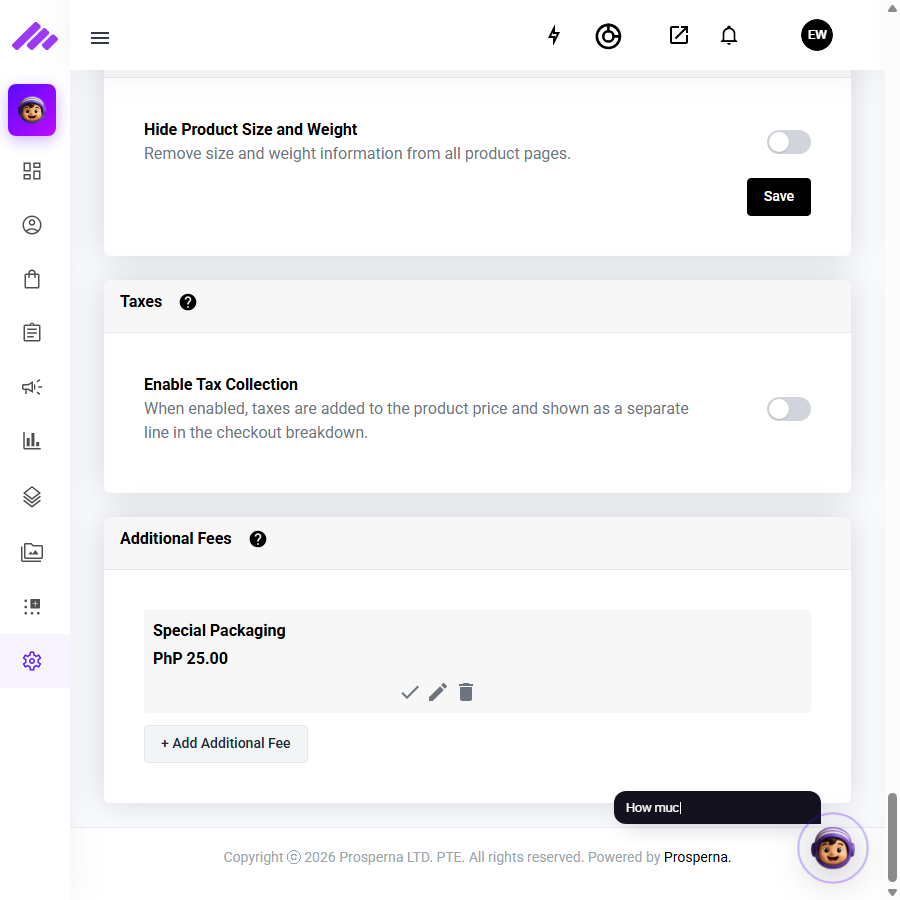 EW
Hide Product Size and Weight
Remove size and weight information from all product pages.
Save
Taxes ?
Enable Tax Collection
When enabled, taxes are added to the product price and shown as a separate
line in the checkout breakdown.
Additional Fees ?
Special Packaging
PhP 25.00
+ Add Additional Fee
How muc|
Copyright © 2026 Prosperna LTD. PTE. All rights reserved. Powered by Prosperna.